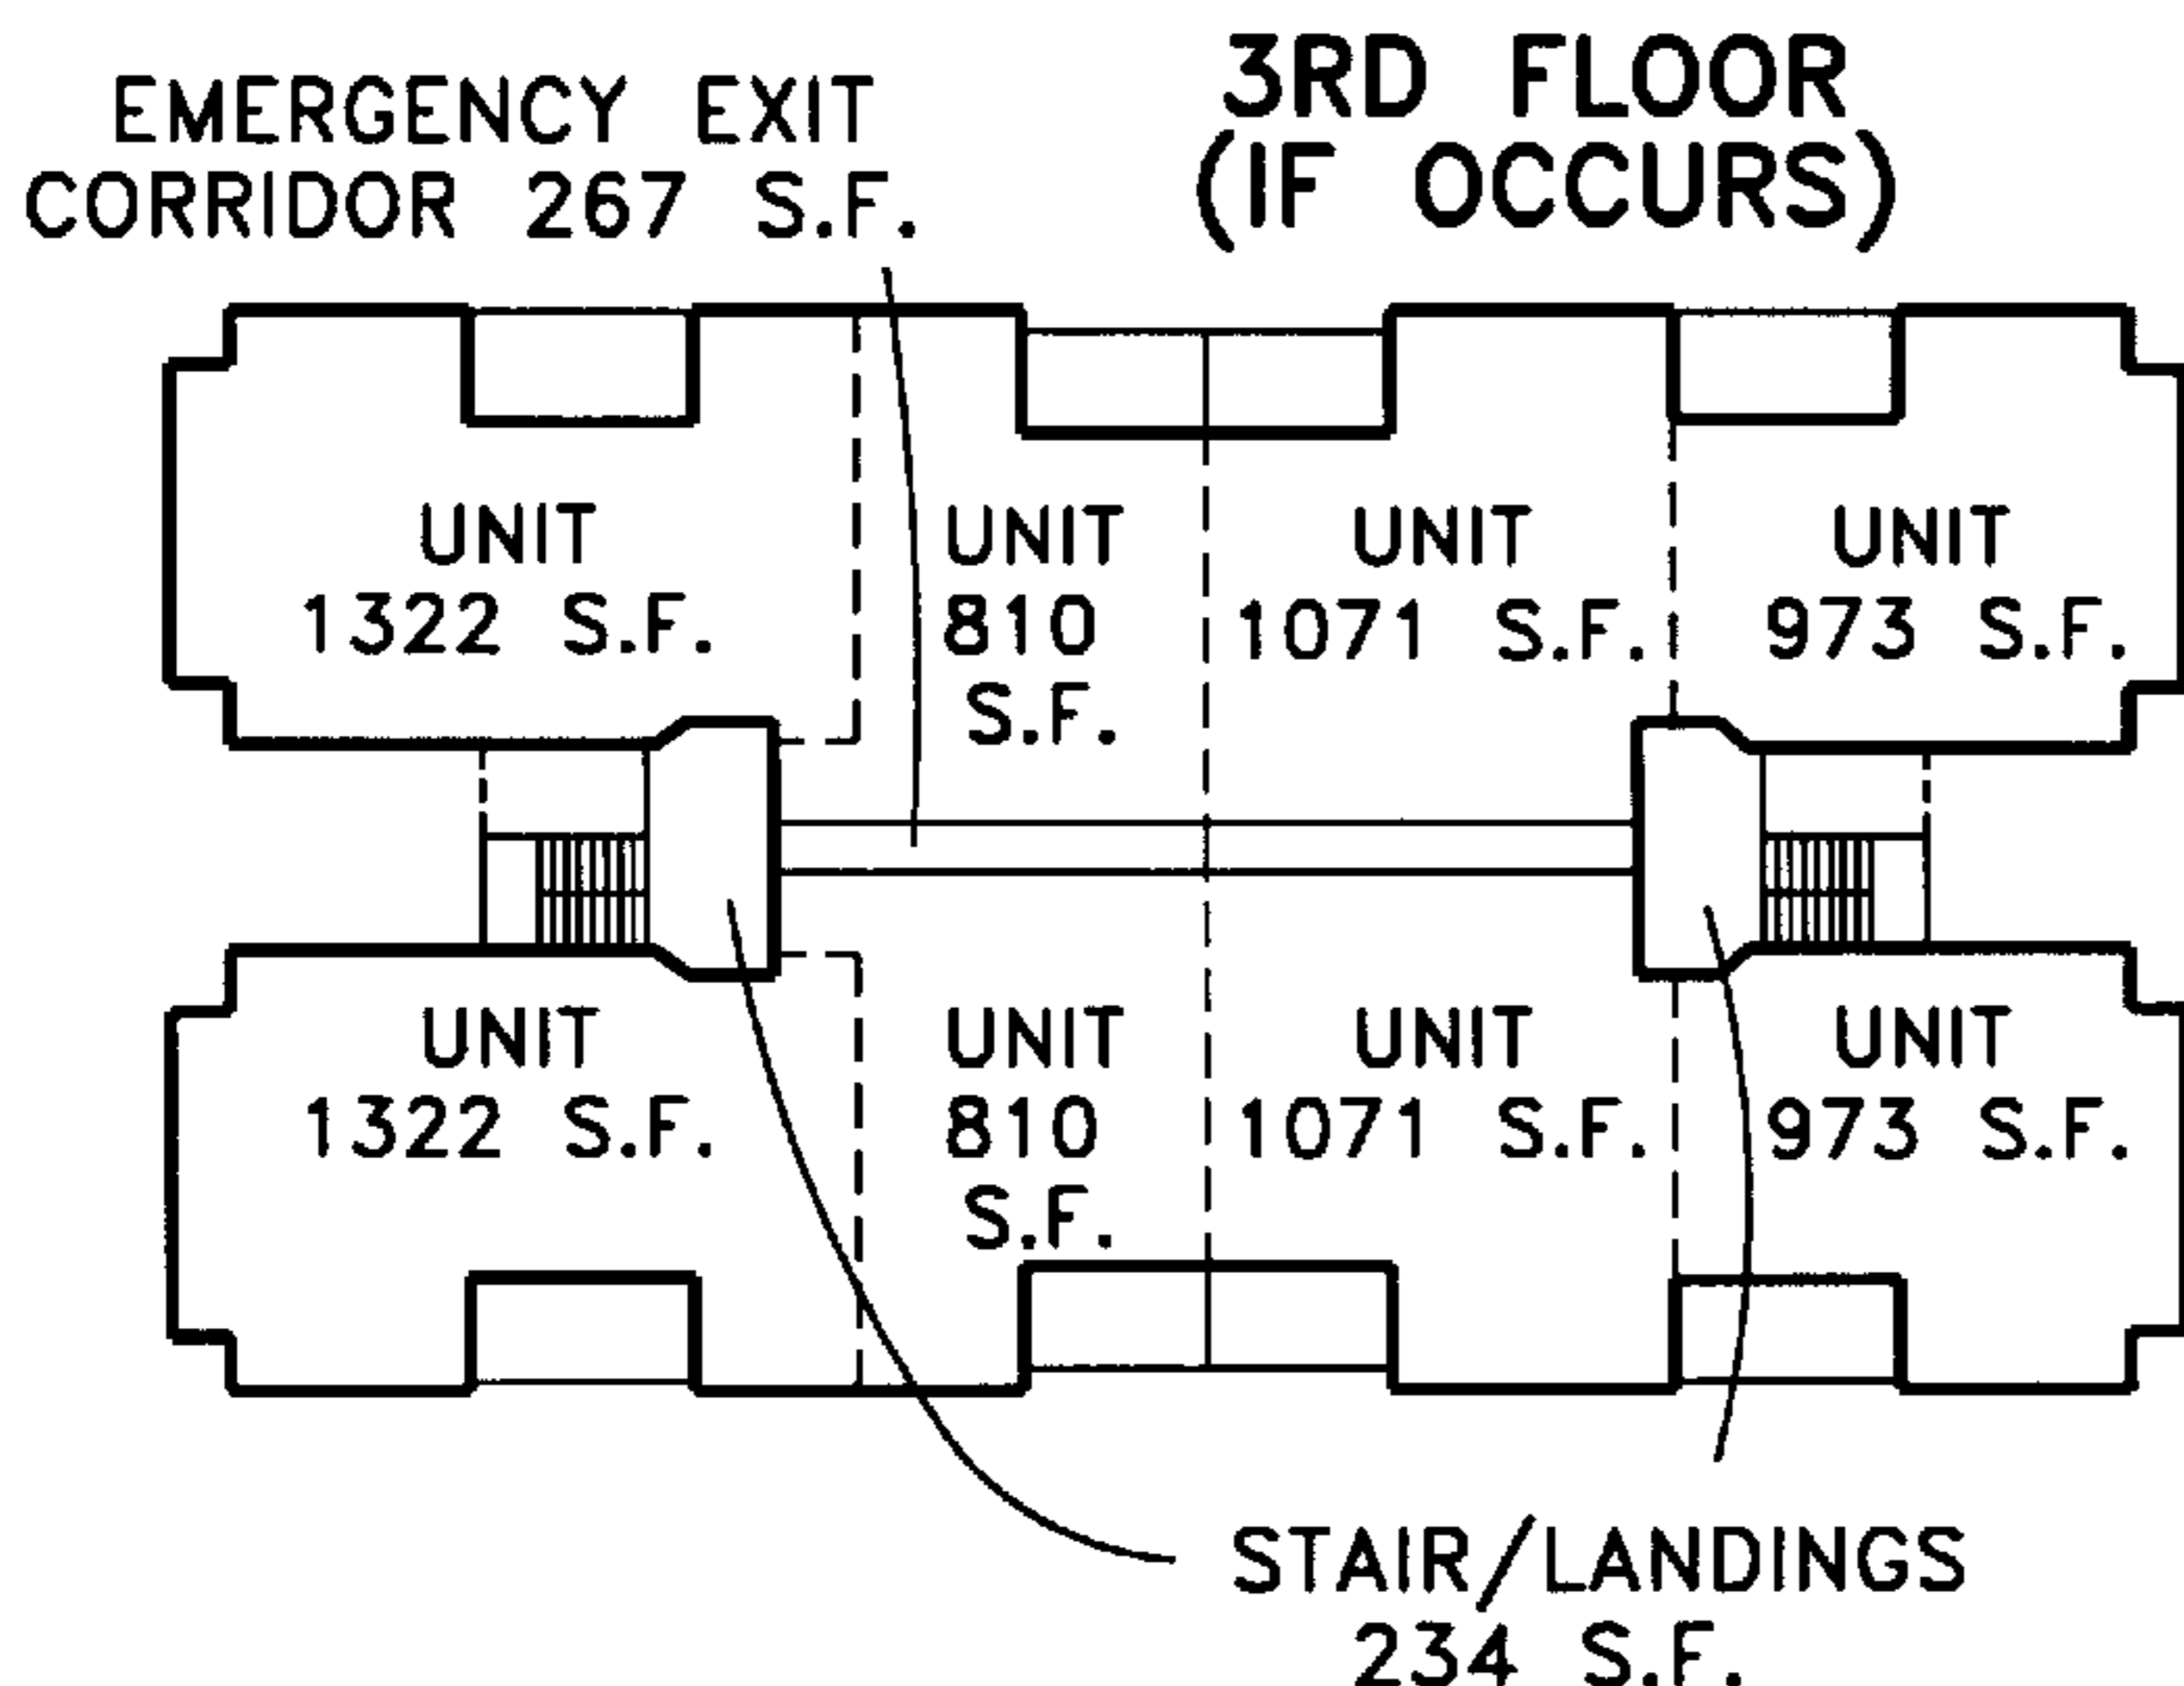 EMERGENCY EXIT
CORRIDOR 267 S.F.
3RD FLOOR
(IF OCCURS)
UNIT
1322 S.F.
UNIT
810
S.F.
UNIT
1071 S.F.
UNIT
973 S.F.
UNIT
1322 S.F.
UNIT
810
S.F.
UNIT
1071 S.F.
UNIT
973 S.F.
STAIR/LANDINGS
234 S.F.